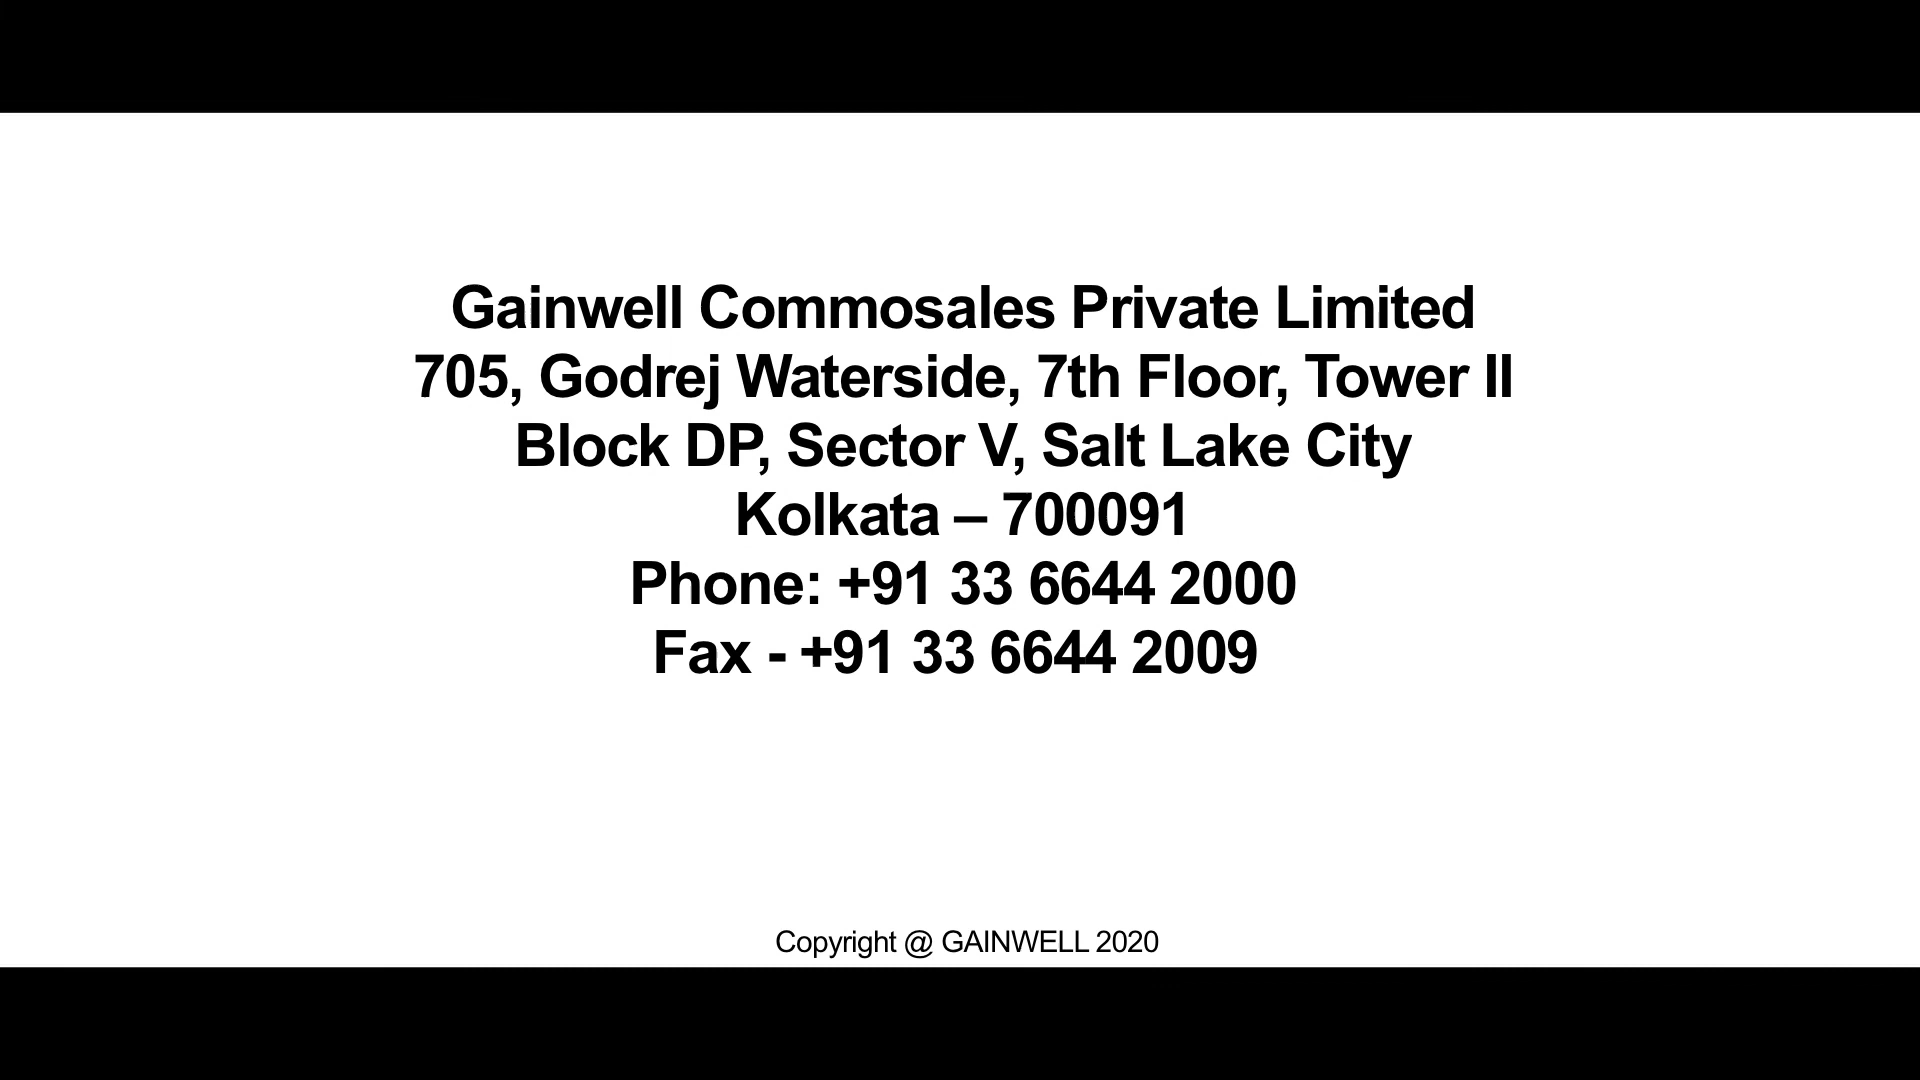 Gainwell Commosales Private Limited
705, Godrej Waterside, 7th Floor, Tower II
Block DP, Sector V, Salt Lake City
Kolkata – 700091
Phone: +91 33 6644 2000
Fax - +91 33 6644 2009
Copyright @ GAINWELL 2020